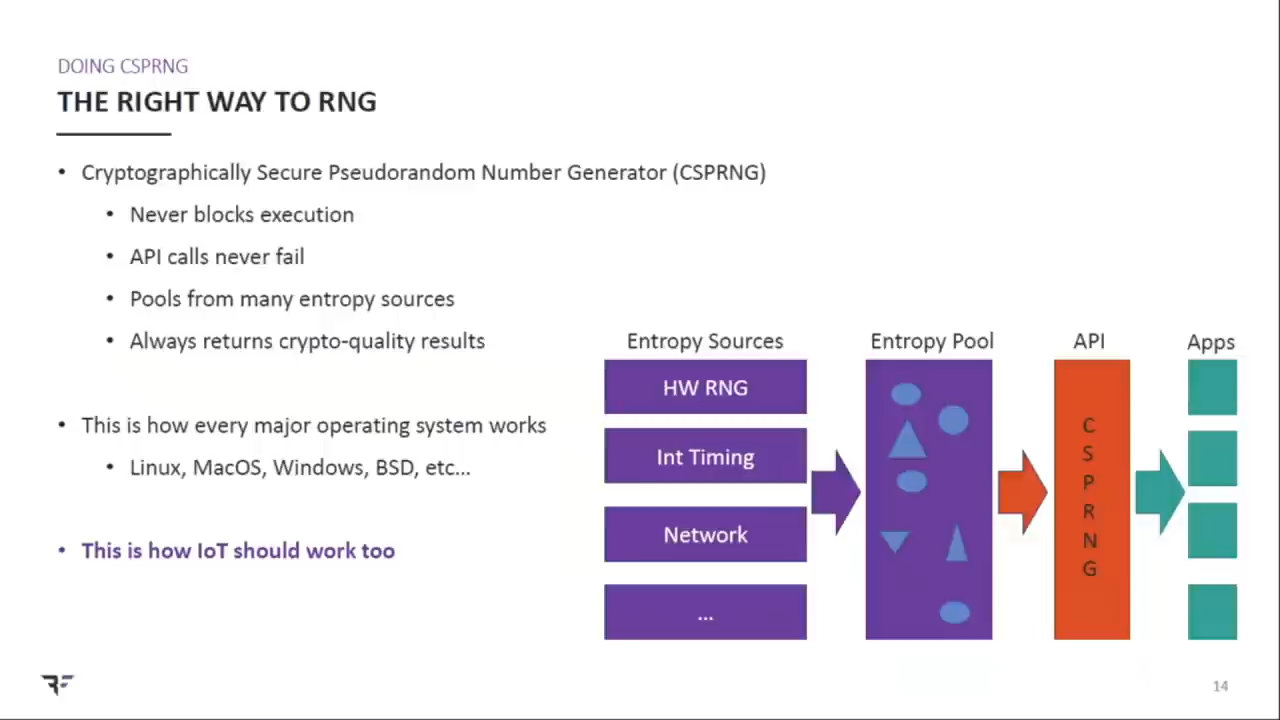 DOING CSPRNG
THE RIGHT WAY TO RNG
• Cryptographically Secure Pseudorandom Number Generator (CSPRNG)
• Never blocks execution
• API calls never fail
• Pools from many entropy sources
• Always returns crypto-quality results
• This is how every major operating system works
• Linux, MacOS, Windows, BSD, etc...
• This is how IoT should work too
Entropy Sources
HW RNG
Int Timing
Network
...
Entropy Pool
API
C
S
P
R
N
G
Apps
14